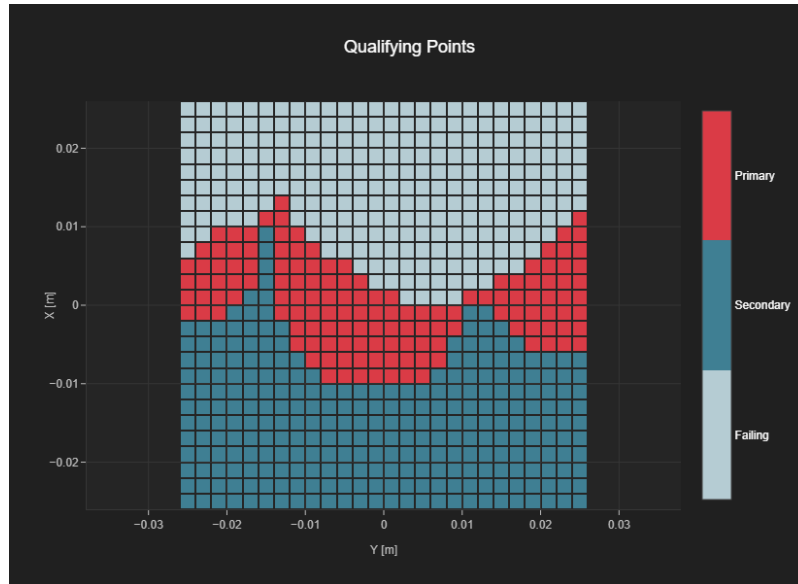 Qualifying Points
0.02
0.01
0
−0.01
−0.02
X [m]
−0.03
−0.02
−0.01
0
0.01
0.02
0.03
Y [m]
Primary
Secondary
Failing